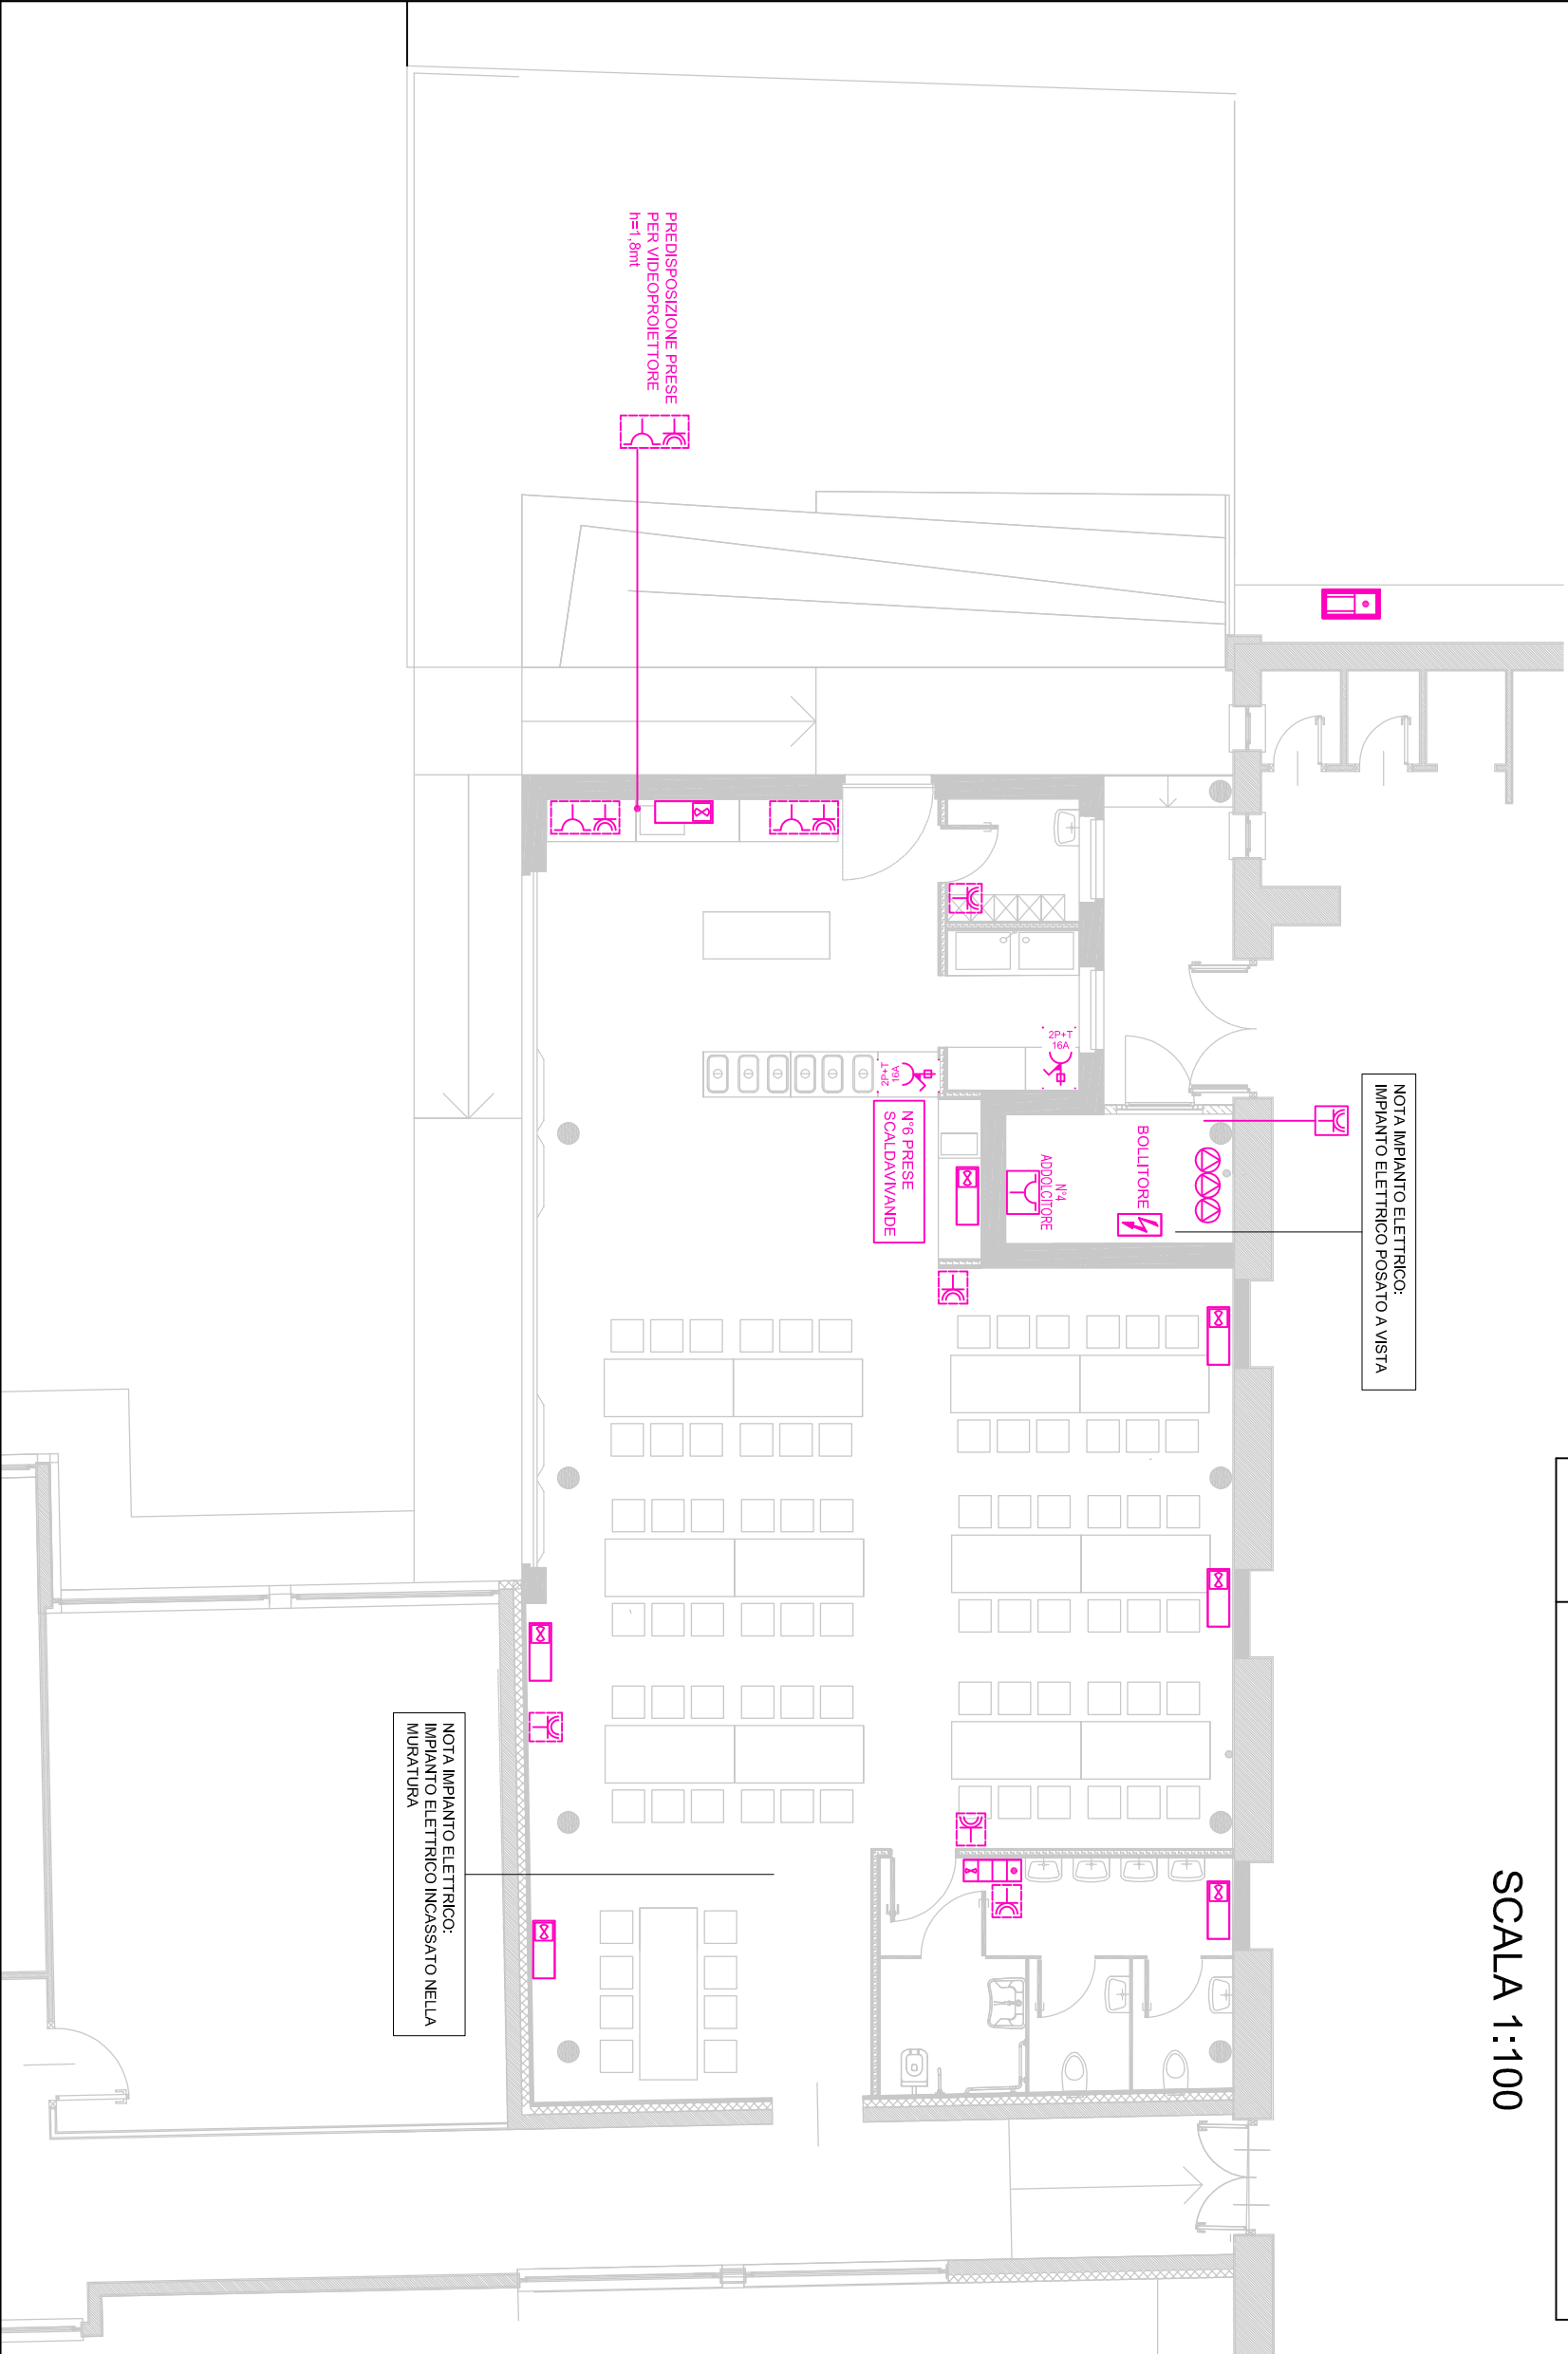 SCALA 1:100
NOTA IMPIANTO ELETTRICO:
IMPIANTO ELETTRICO POSATO A VISTA
BOLLITORE
N°4
ADDOLCITORE
2P+T
16A
2P+T
16A
N°6 PRESE
SCALDAVIVANDE
PREDISPOSIZIONE PRESE
PER VIDEOPROIETTORE
h=1,8mt
NOTA IMPIANTO ELETTRICO:
IMPIANTO ELETTRICO INCASSATO NELLA
MURATURA